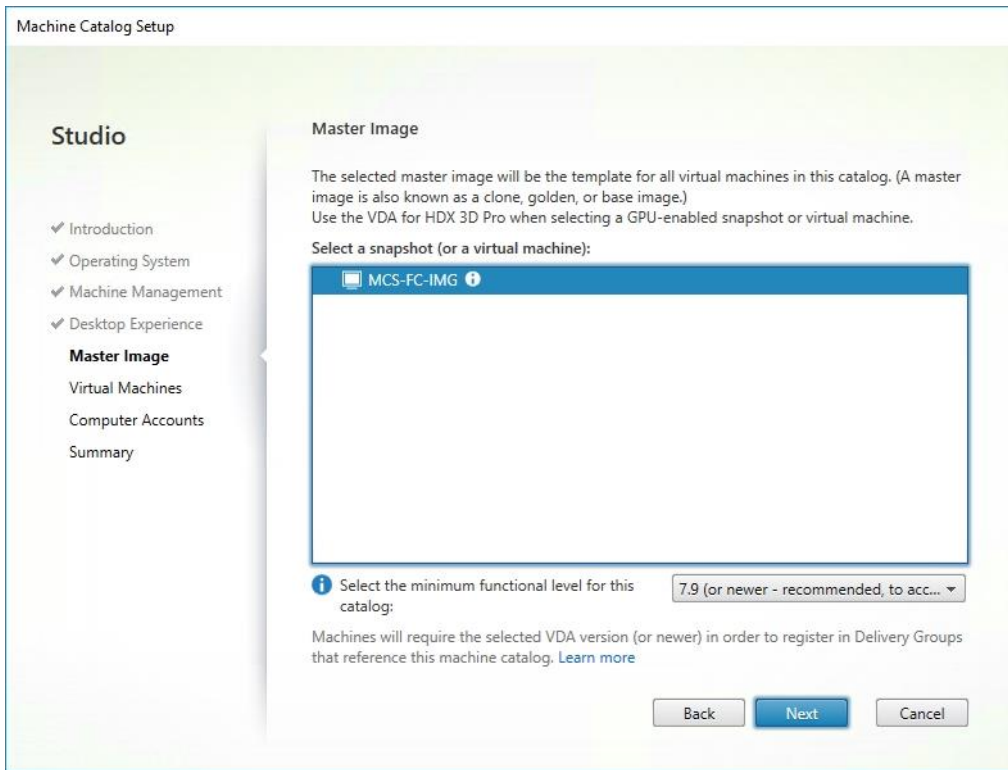 Machine Catalog Setup
Studio
Introduction
Operating System
Machine Management
Desktop Experience
Master Image
Virtual Machines
Computer Accounts
Summary
Master Image
The selected master image will be the template for all virtual machines in this catalog. (A master
image is also known as a clone, golden, or base image.)
Use the VDA for HDX 3D Pro when selecting a GPU-enabled snapshot or virtual machine.
Select a snapshot (or a virtual machine):
MCS-FC-IMG
Select the minimum functional level for this
catalog:
7.9 (or newer - recommended, to acc...
Machines will require the selected VDA version (or newer) in order to register in Delivery Groups
that reference this machine catalog. Learn more
Back
Next
Cancel